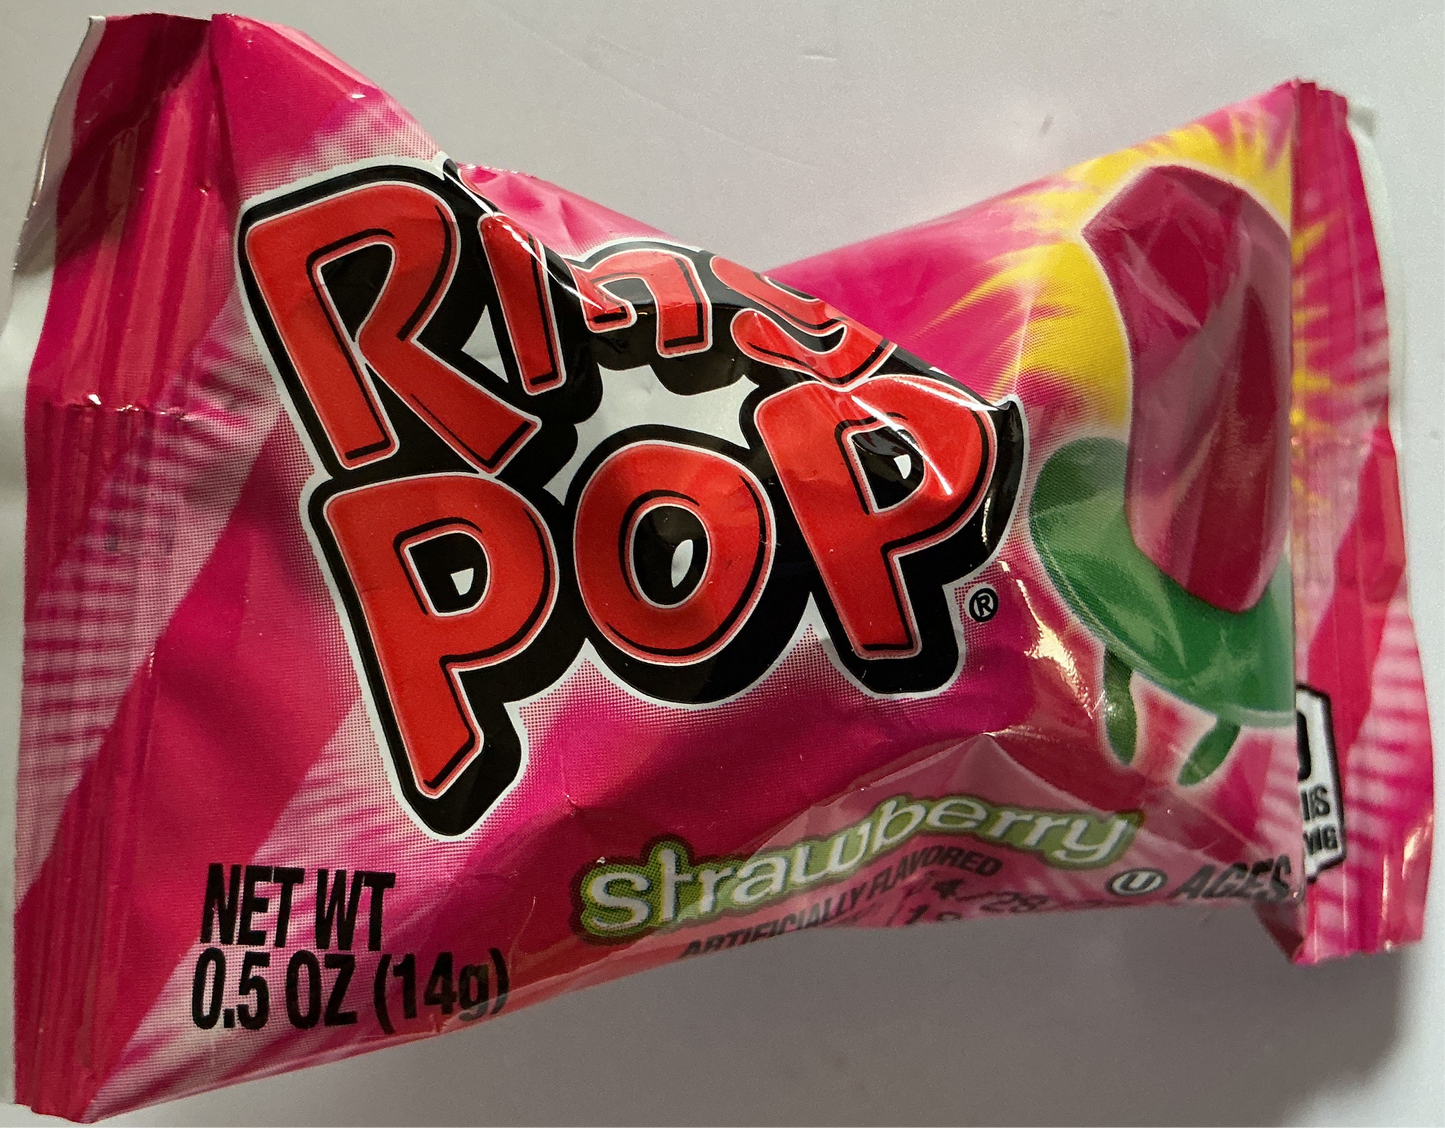 Ring
POP
®
strawberry
ARTIFICIALLY FLAVORED
U AGES
NET WT
0.5 OZ (14g)